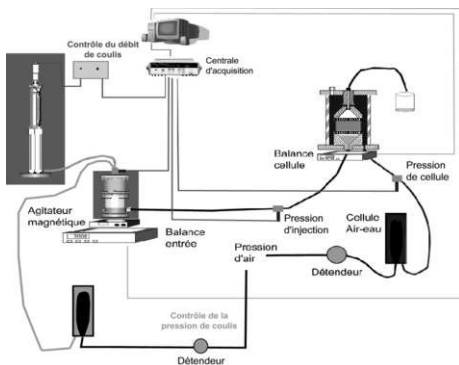 Contrôle du débit
de coulis
Centrale
d'acquisition
Balance
cellule
Pression
de cellule
Agitateur
magnétique
Balance
entrée
Pression
d'injection
Cellule
Air-eau
Pression
d'air
Détendeur
Contrôle de la
pression de coulis
Détendeur